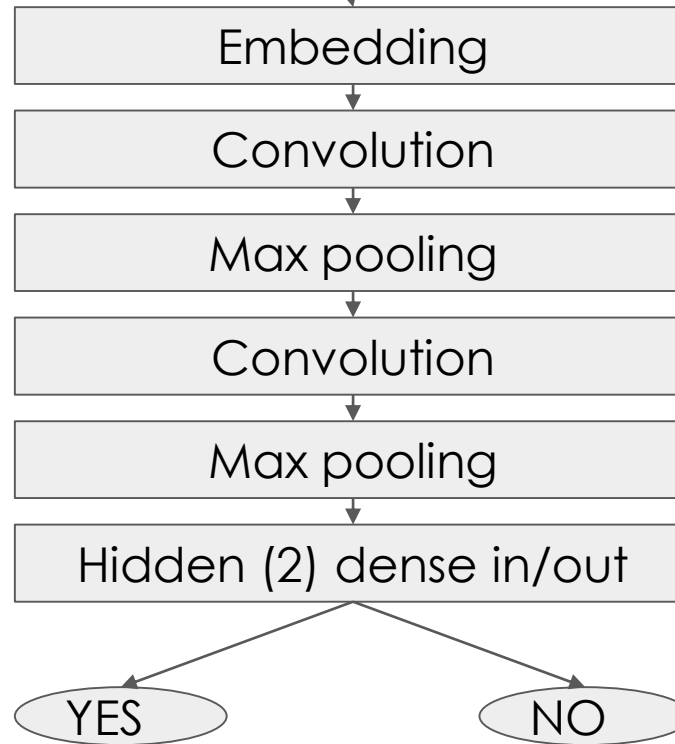 Embedding
Convolution
Max pooling
Convolution
Max pooling
Hidden (2) dense in/out
YES
NO